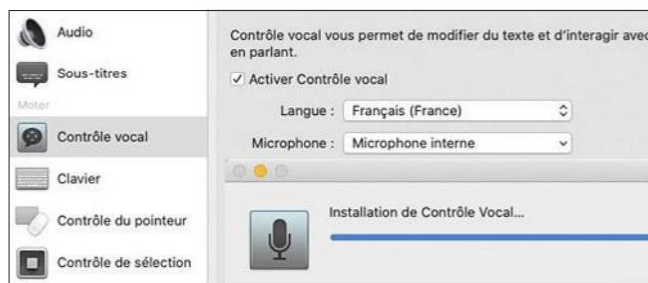 Audio
Sous-titres
Motor
Contrôle vocal
Clavier
Contrôle du pointeur
Contrôle de sélection
Contrôle vocal vous permet de modifier du texte et d'interagir avec
en parlant.
Activer Contrôle vocal
Langue : Français (France)
Microphone : Microphone interne
Installation de Contrôle Vocal...